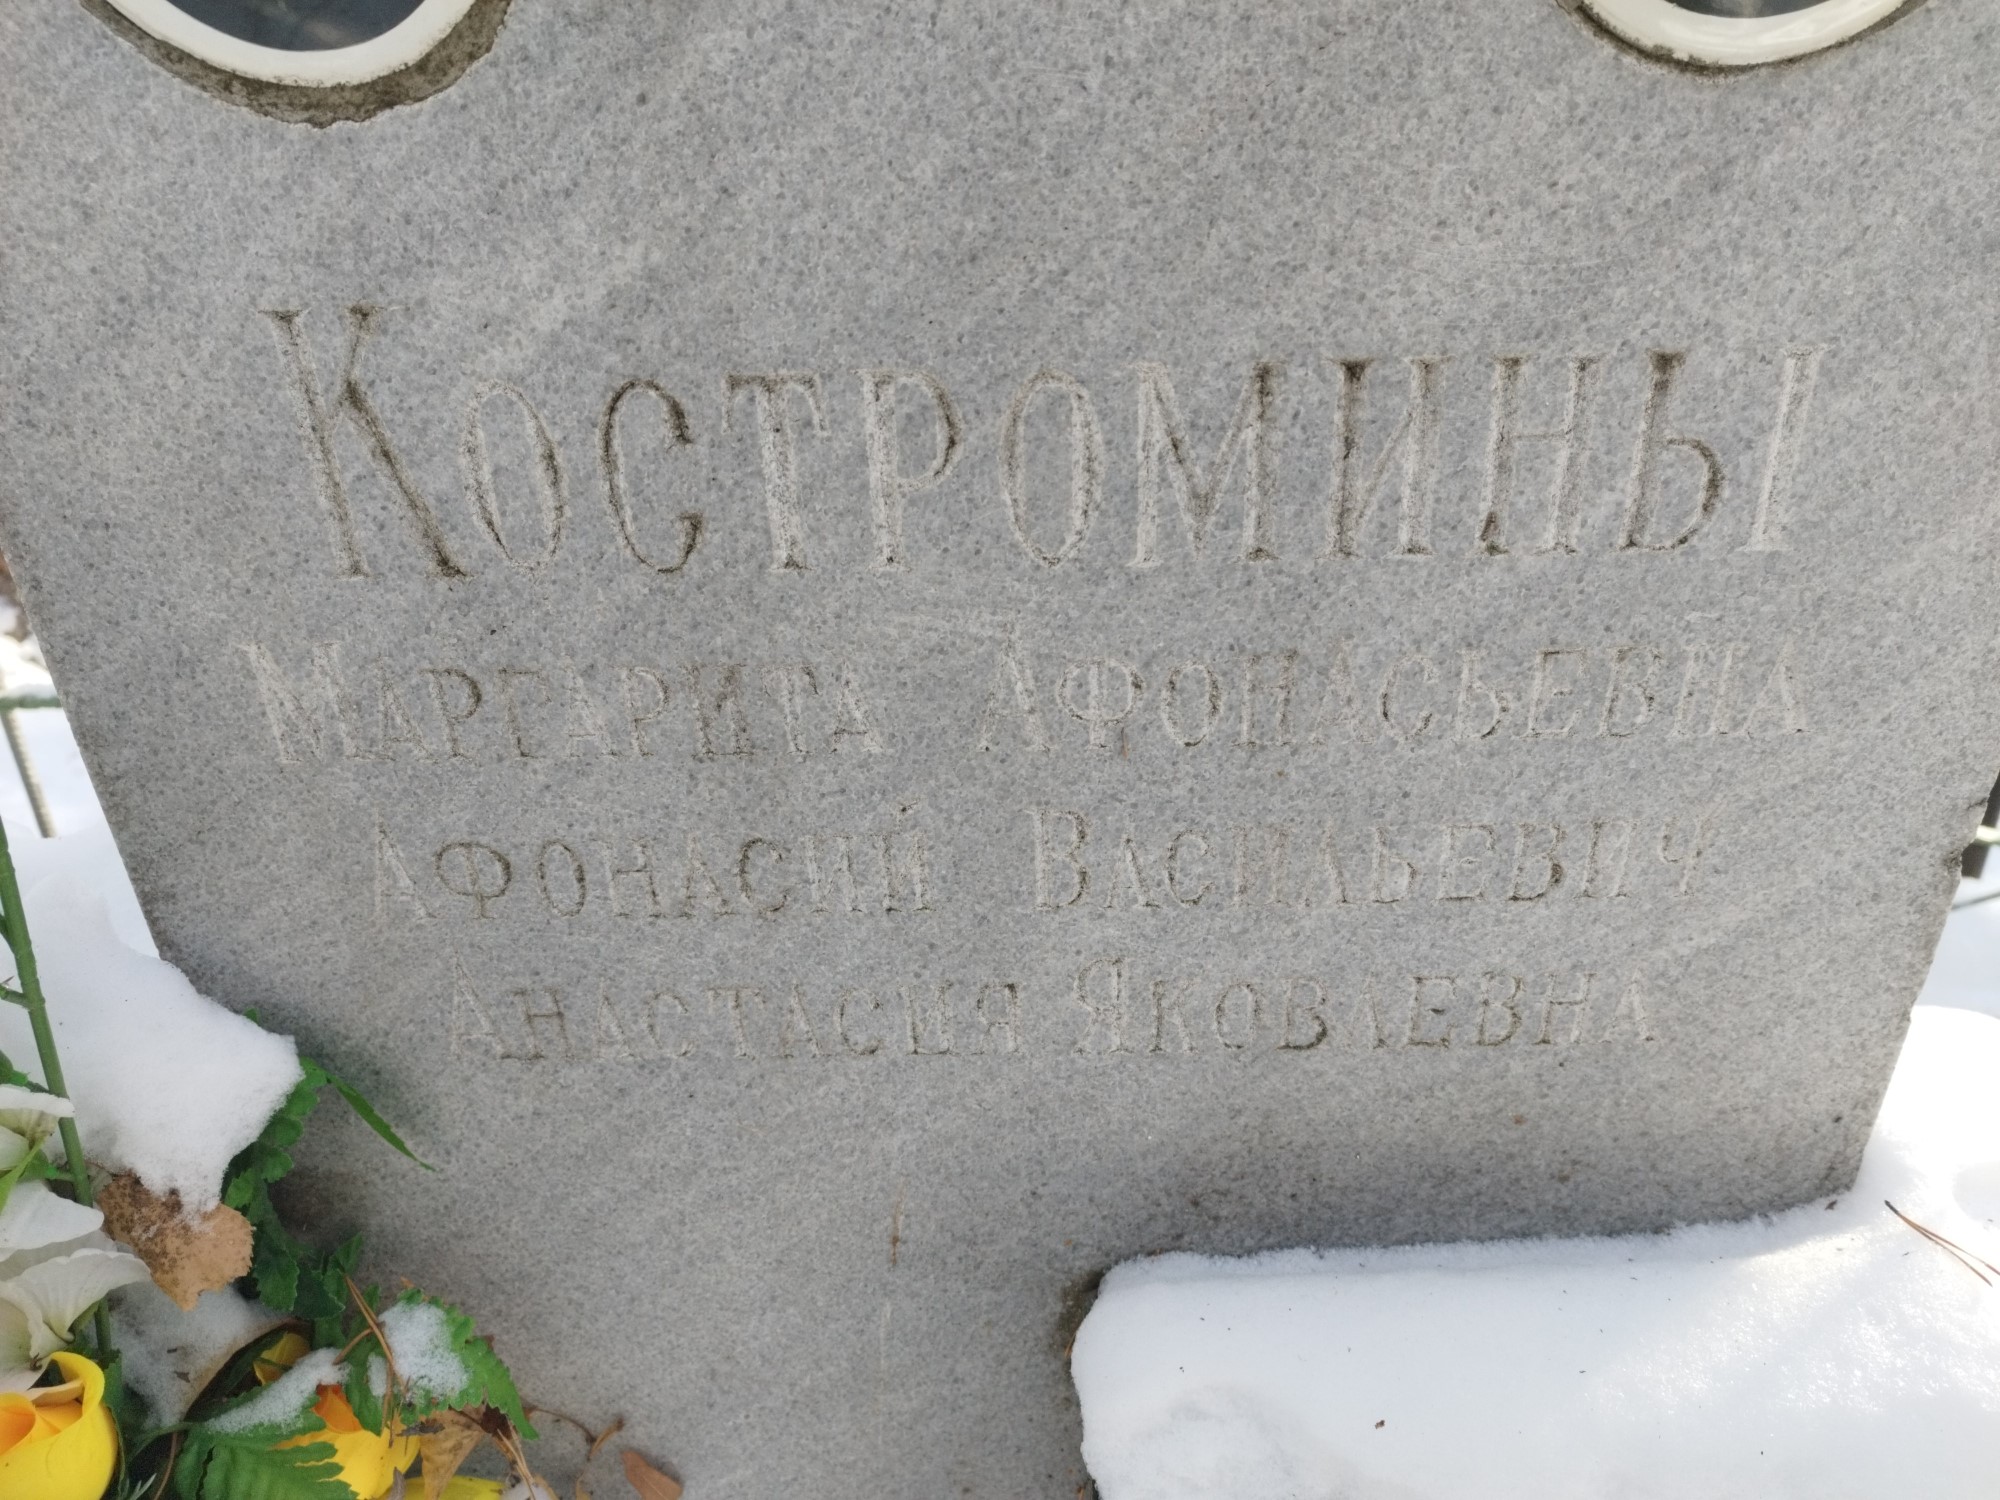 Костромины
Маргарита Афонасьевна
Афонасий Васильевич
Анастасия Яковлевна